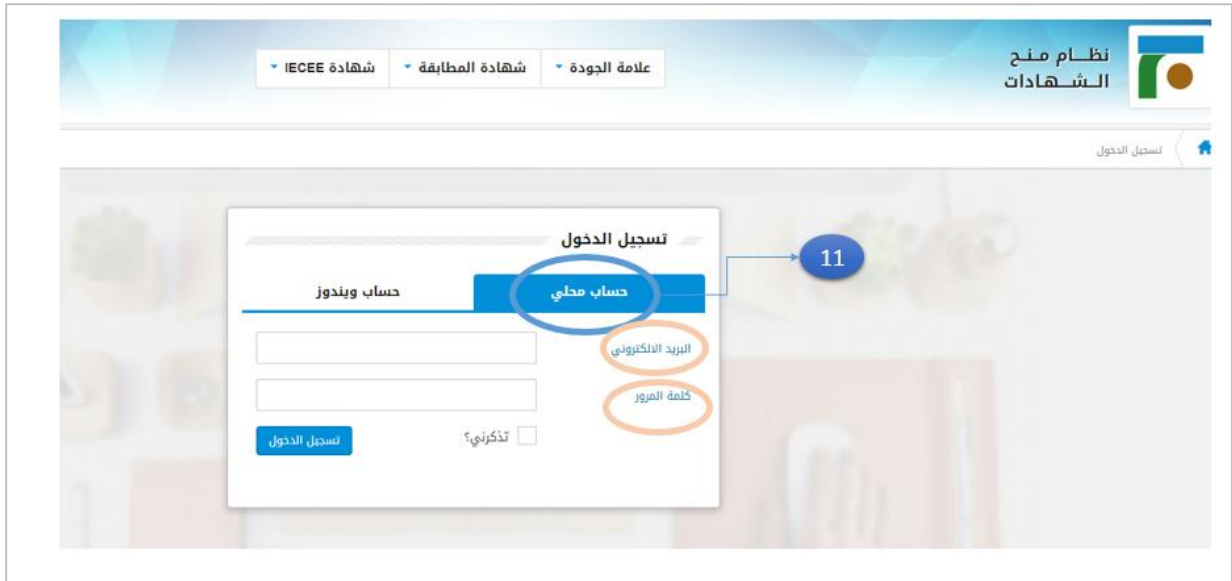 نظـــام مـنـح
الـــشـــهـــادات
علامة الجودة
شهادة المطابقة
شهادة IECEE
تسجيل الدخول
تسجيل الدخول
11
حساب محلي
حساب ويندوز
البريد الالكتروني
كلمة المرور
تذكرني؟
تسجيل الدخول